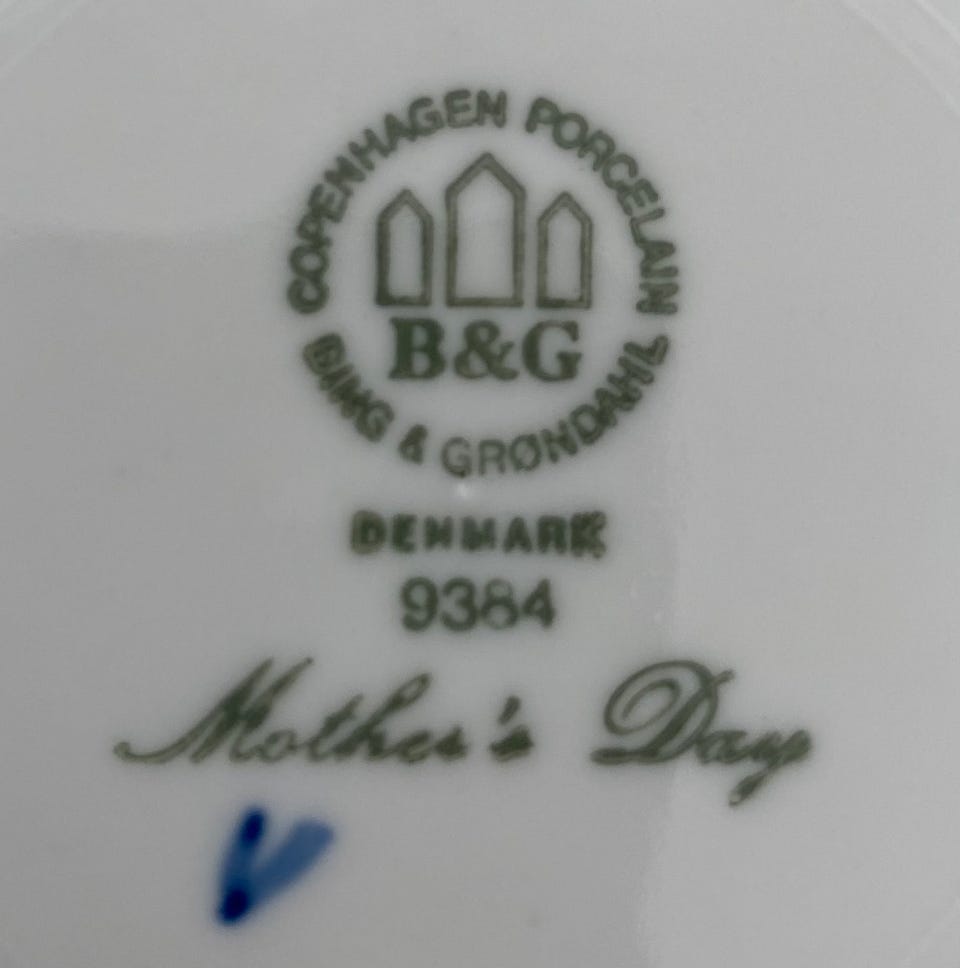 COPENHAGEN PORCELAIN
B&G
BING & GRØNDAHL
DENMARK
9384
Mother's Day
V